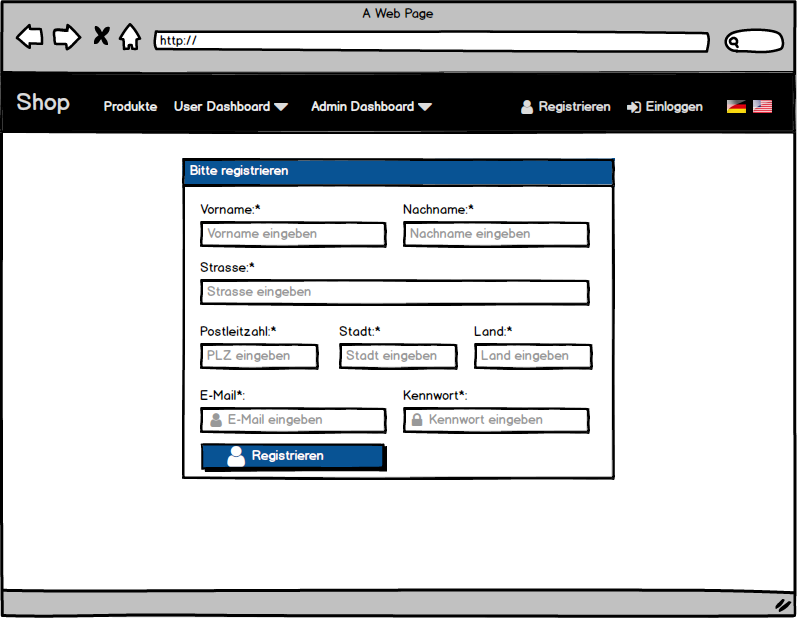 A Web Page
http://
Shop Produkte User Dashboard Admin Dashboard Registrieren Einloggen
Bitte registrieren
Vorname:* Nachname:*
Vorname eingeben Nachname eingeben
Strasse:*
Strasse eingeben
Postleitzahl:* Stadt:* Land:*
PLZ eingeben Stadt eingeben Land eingeben
E-Mail*: Kennwort*:
E-Mail eingeben Kennwort eingeben
Registrieren